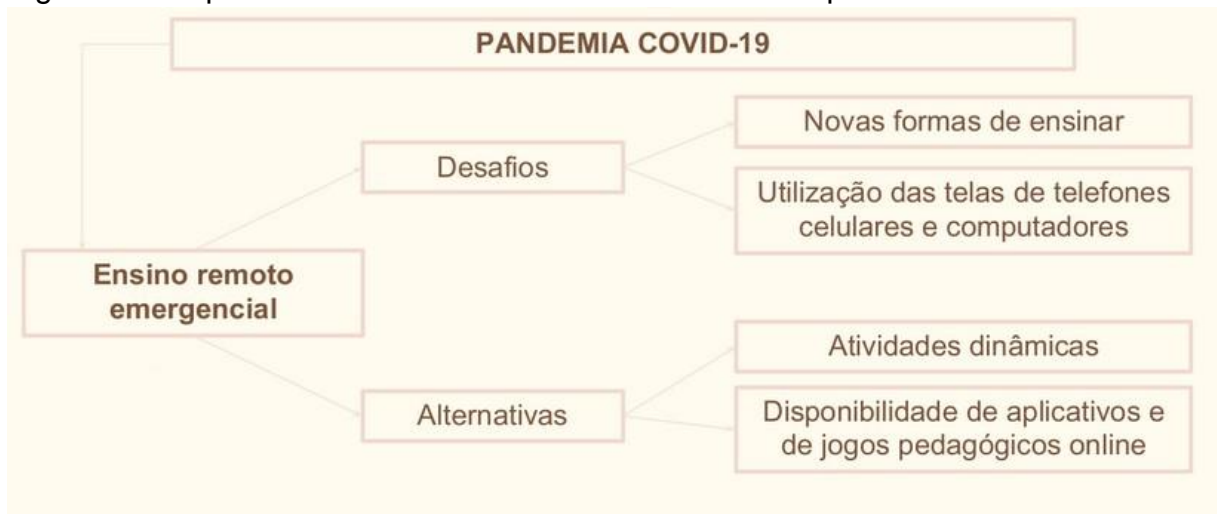 PANDEMIA COVID-19
Novas formas de ensinar
Desafios
Utilização das telas de telefones
celulares e computadores
Ensino remoto
emergencial
Atividades dinâmicas
Alternativas
Disponibilidade de aplicativos e
de jogos pedagógicos online